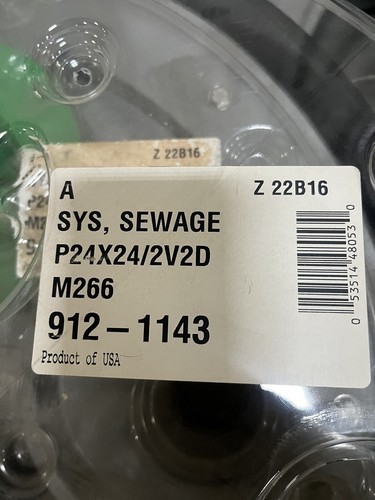 Z 22B16
A
Z 22B16
SYS, SEWAGE
P24X24/2V2D
M266
912-1143
Product of USA
0 53514 48053 0